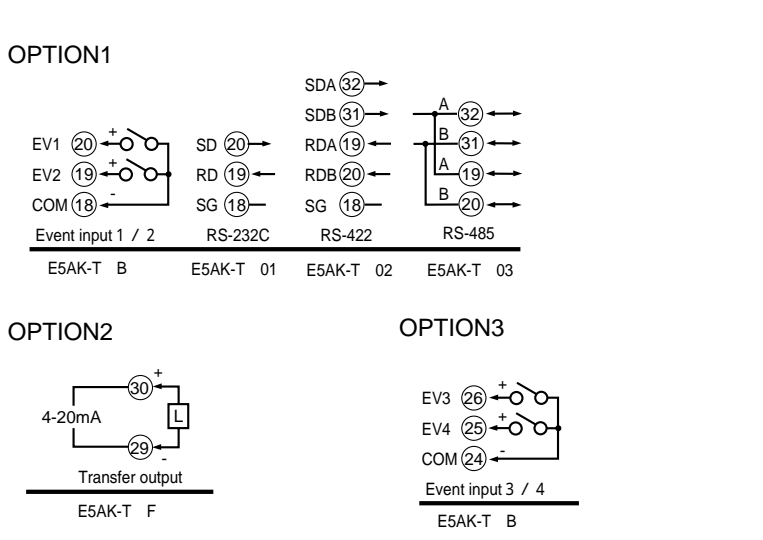 OPTION1
EV1 20 +
EV2 19 +
COM 18 -
Event input 1 / 2
E5AK-T B
SD 20
RD 19
SG 18
RS-232C
E5AK-T 01
SDA 32
SDB 31
RDA 19
RDB 20
SG 18
RS-422
E5AK-T 02
A 32
B 31
A 19
B 20
RS-485
E5AK-T 03
OPTION2
30 +
4-20mA L
29 -
Transfer output
E5AK-T F
OPTION3
EV3 26 +
EV4 25 +
COM 24 -
Event input 3 / 4
E5AK-T B